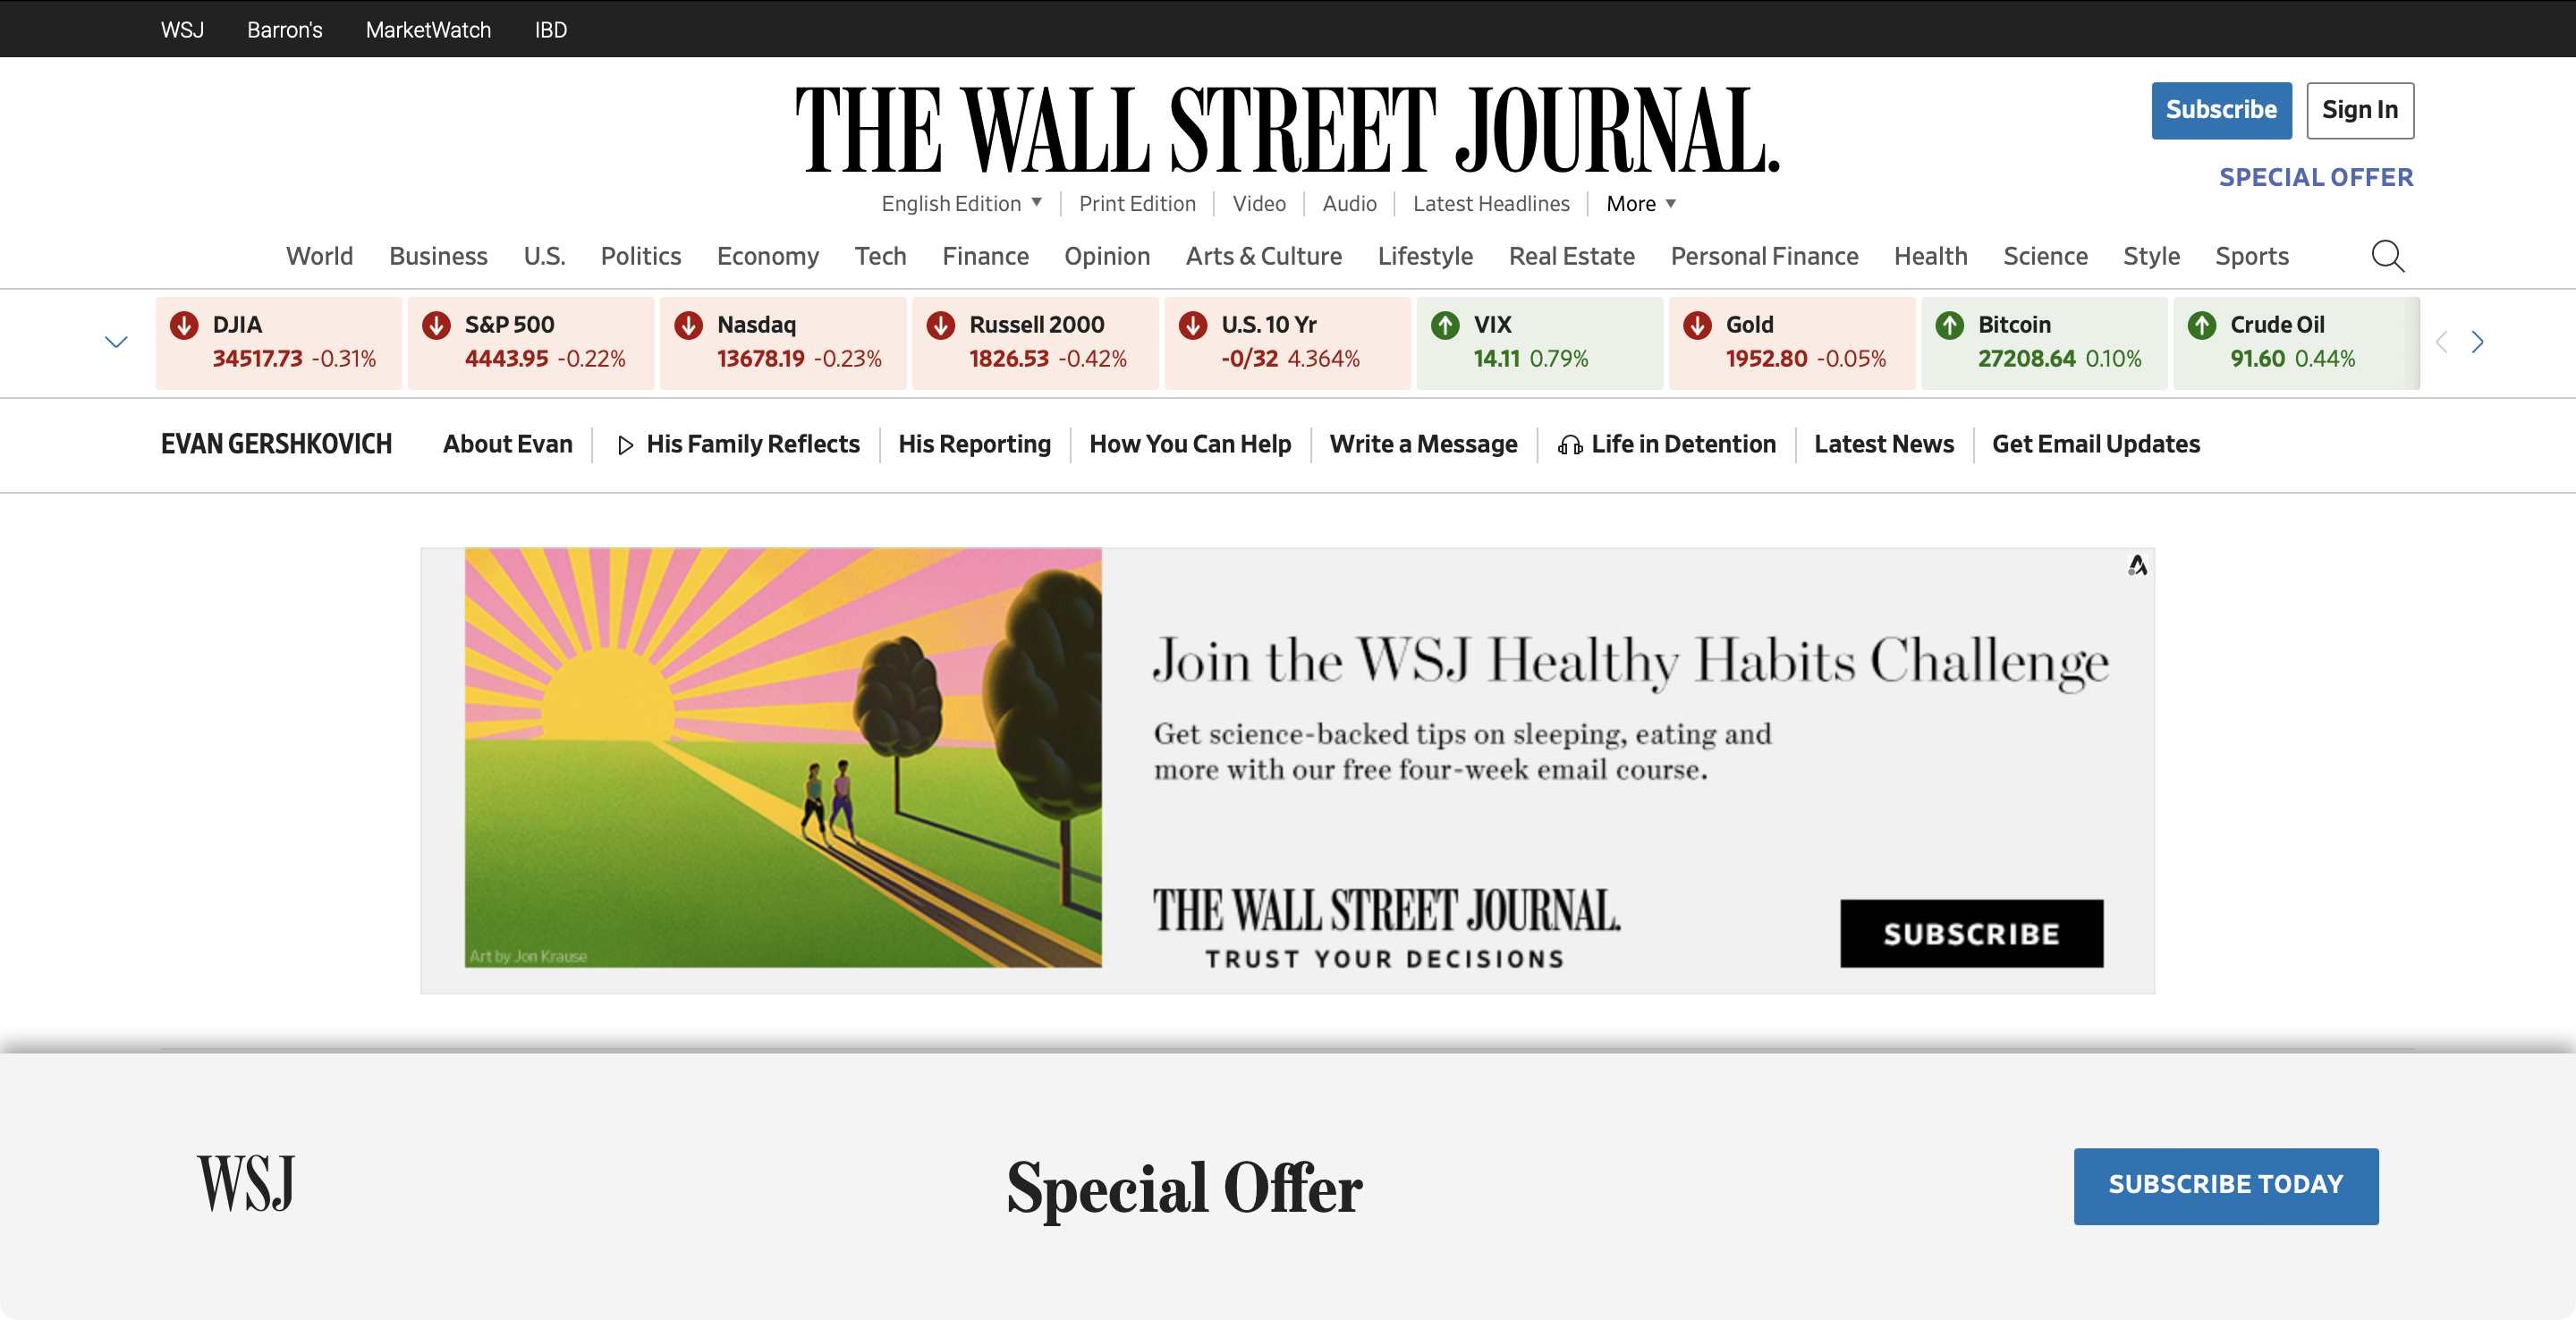 WSJ Barron's MarketWatch IBD
THE WALL STREET JOURNAL.
Subscribe Sign In
SPECIAL OFFER
English Edition Print Edition Video Audio Latest Headlines More
World Business U.S. Politics Economy Tech Finance Opinion Arts & Culture Lifestyle Real Estate Personal Finance Health Science Style Sports
DJIA
34517.73 -0.31%
S&P 500
4443.95 -0.22%
Nasdaq
13678.19 -0.23%
Russell 2000
1826.53 -0.42%
U.S. 10 Yr
-0/32 4.364%
VIX
14.11 0.79%
Gold
1952.80 -0.05%
Bitcoin
27208.64 0.10%
Crude Oil
91.60 0.44%
EVAN GERSHKOVICH About Evan His Family Reflects His Reporting How You Can Help Write a Message Life in Detention Latest News Get Email Updates
Join the WSJ Healthy Habits Challenge
Get science-backed tips on sleeping, eating and
more with our free four-week email course.
THE WALL STREET JOURNAL.
TRUST YOUR DECISIONS
SUBSCRIBE
Art by Jon Krause
WSJ
Special Offer
SUBSCRIBE TODAY